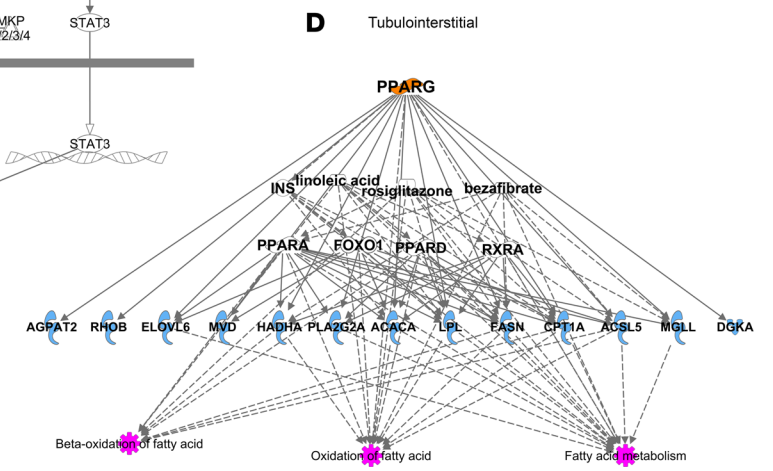 MKP
/2/3/4
STAT3
STAT3
D
Tubulointerstitial
PPARG
INS
linoleic acid
rosiglitazone
bezafibrate
PPARA
FOXO1
PPARD
RXRA
AGPAT2
RHOB
ELOVL6
MVD
HADHA
PLA2G2A
ACACA
LPL
FASN
CPT1A
ACSL5
MGLL
DGKA
Beta-oxidation of fatty acid
Oxidation of fatty acid
Fatty acid metabolism